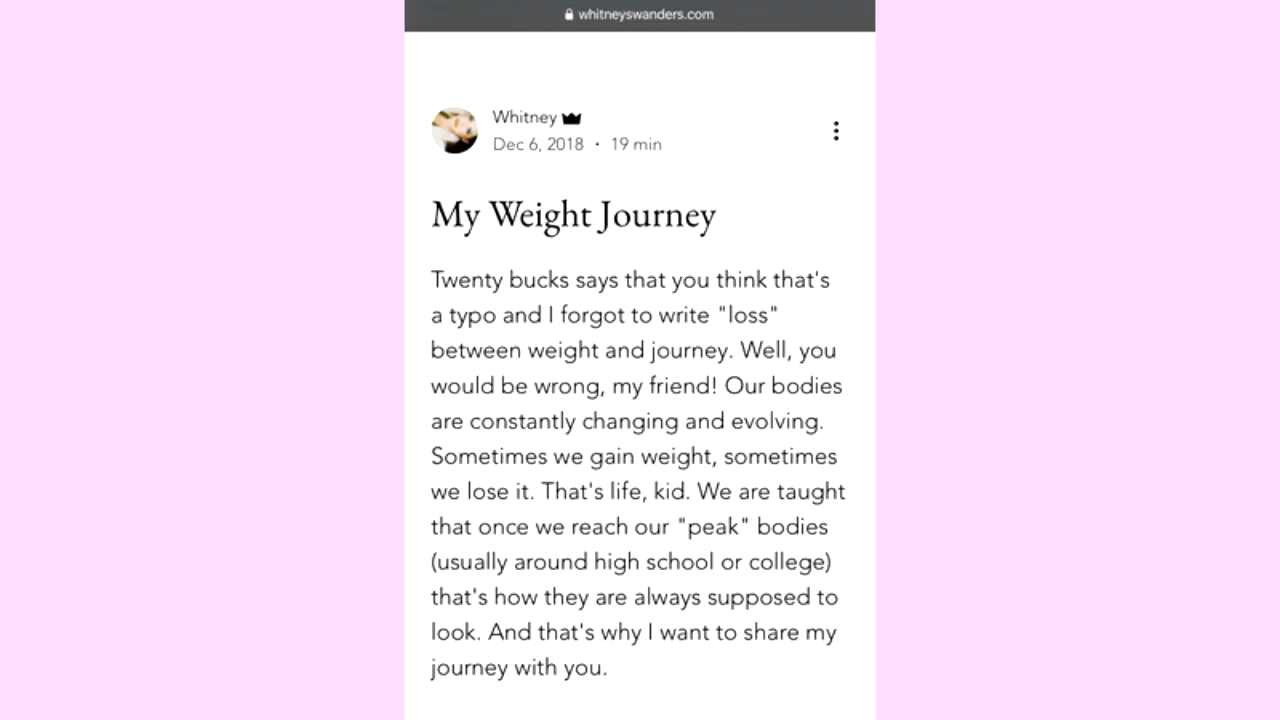 whitneyswanders.com
Whitney
Dec 6, 2018 · 19 min
My Weight Journey
Twenty bucks says that you think that's
a typo and I forgot to write "loss"
between weight and journey. Well, you
would be wrong, my friend! Our bodies
are constantly changing and evolving.
Sometimes we gain weight, sometimes
we lose it. That's life, kid. We are taught
that once we reach our "peak" bodies
(usually around high school or college)
that's how they are always supposed to
look. And that's why I want to share my
journey with you.